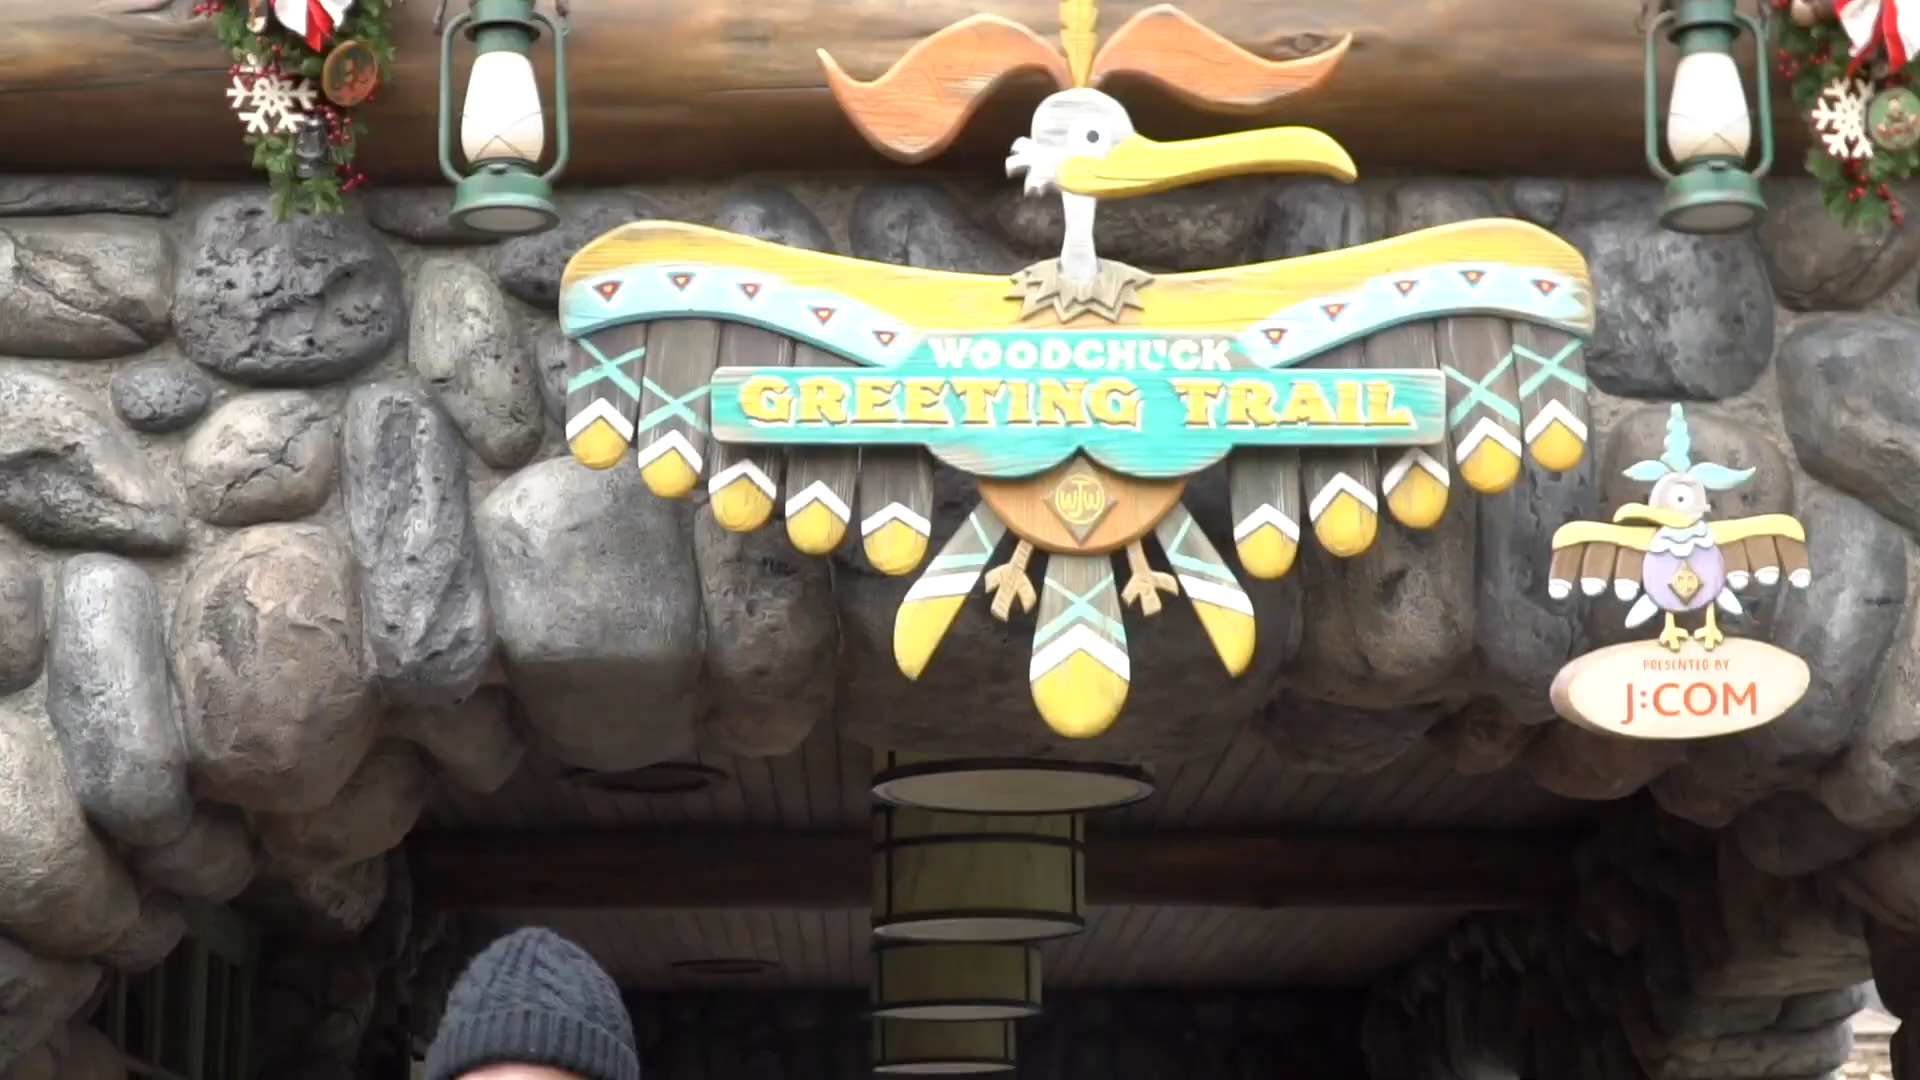 WOODCHUCK
GREETING TRAIL
WJW
PRESENTED BY
J:COM